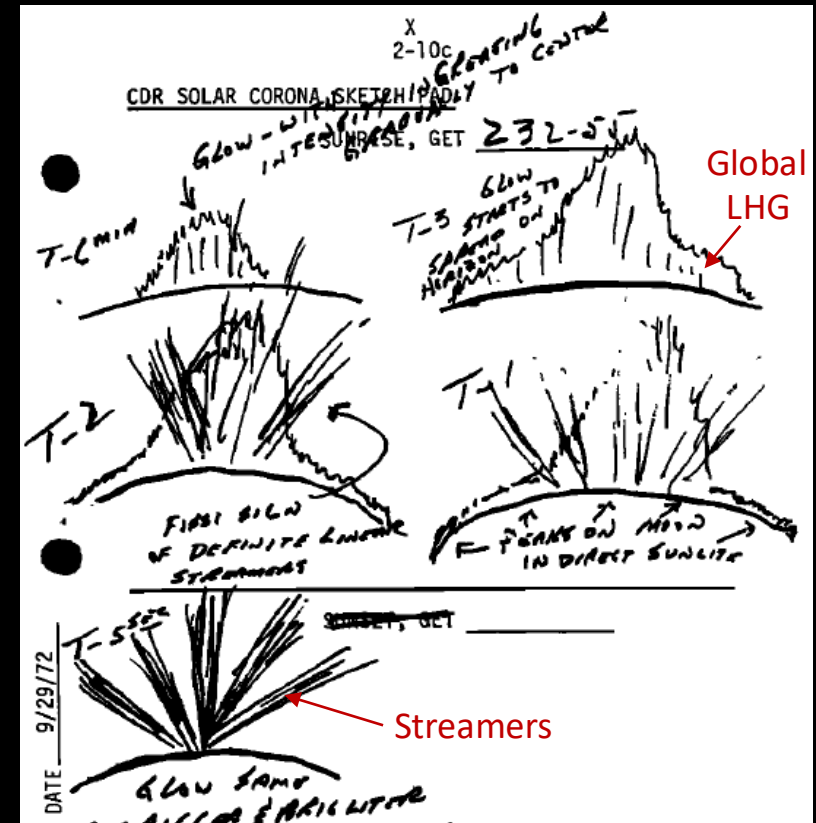 X
2-10c
CDR SOLAR CORONA SKETCH PAD
GLOW - WITH
INTENSITY INCREASING
GRADUALLY TO CENTER
SUNRISE, GET 232-55
Global
LHG
T-6 MIN
T-3
GLOW
STARTS TO
SPREAD ON
HORIZON
T-2
T-1
FIRST SIGN
OF DEFINITE LINEAR
STREAMERS
PEAKS ON MOON
IN DIRECT SUNLITE
SUNSET, GET
T-5 SEC
Streamers
DATE 9/29/72
GLOW SAME
BIGGER & BRIGHTER